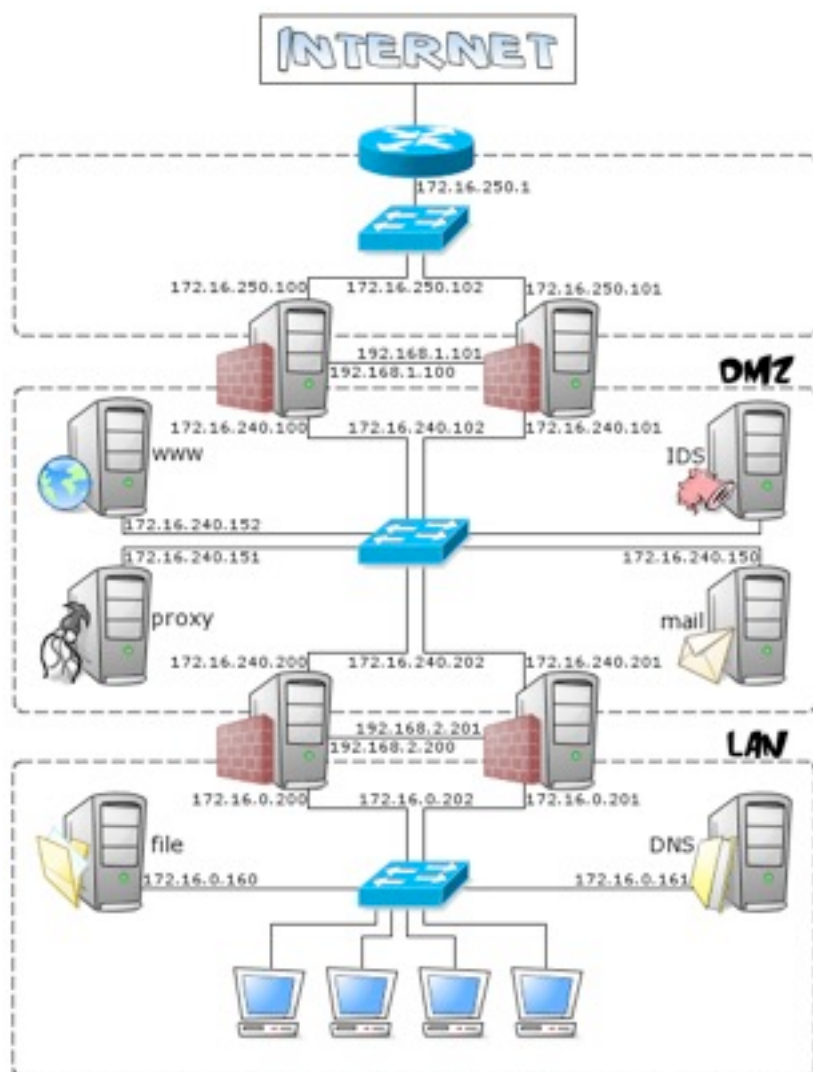 INTERNET
172.16.250.1
172.16.250.100 172.16.250.102 172.16.250.101
192.168.1.101
192.168.1.100
DMZ
172.16.240.100 172.16.240.102 172.16.240.101
www
IDS
172.16.240.152
172.16.240.151
172.16.240.150
proxy
mail
172.16.240.200 172.16.240.202 172.16.240.201
192.168.2.201
192.168.2.200
LAN
172.16.0.200 172.16.0.202 172.16.0.201
file
DNS
172.16.0.160
172.16.0.161